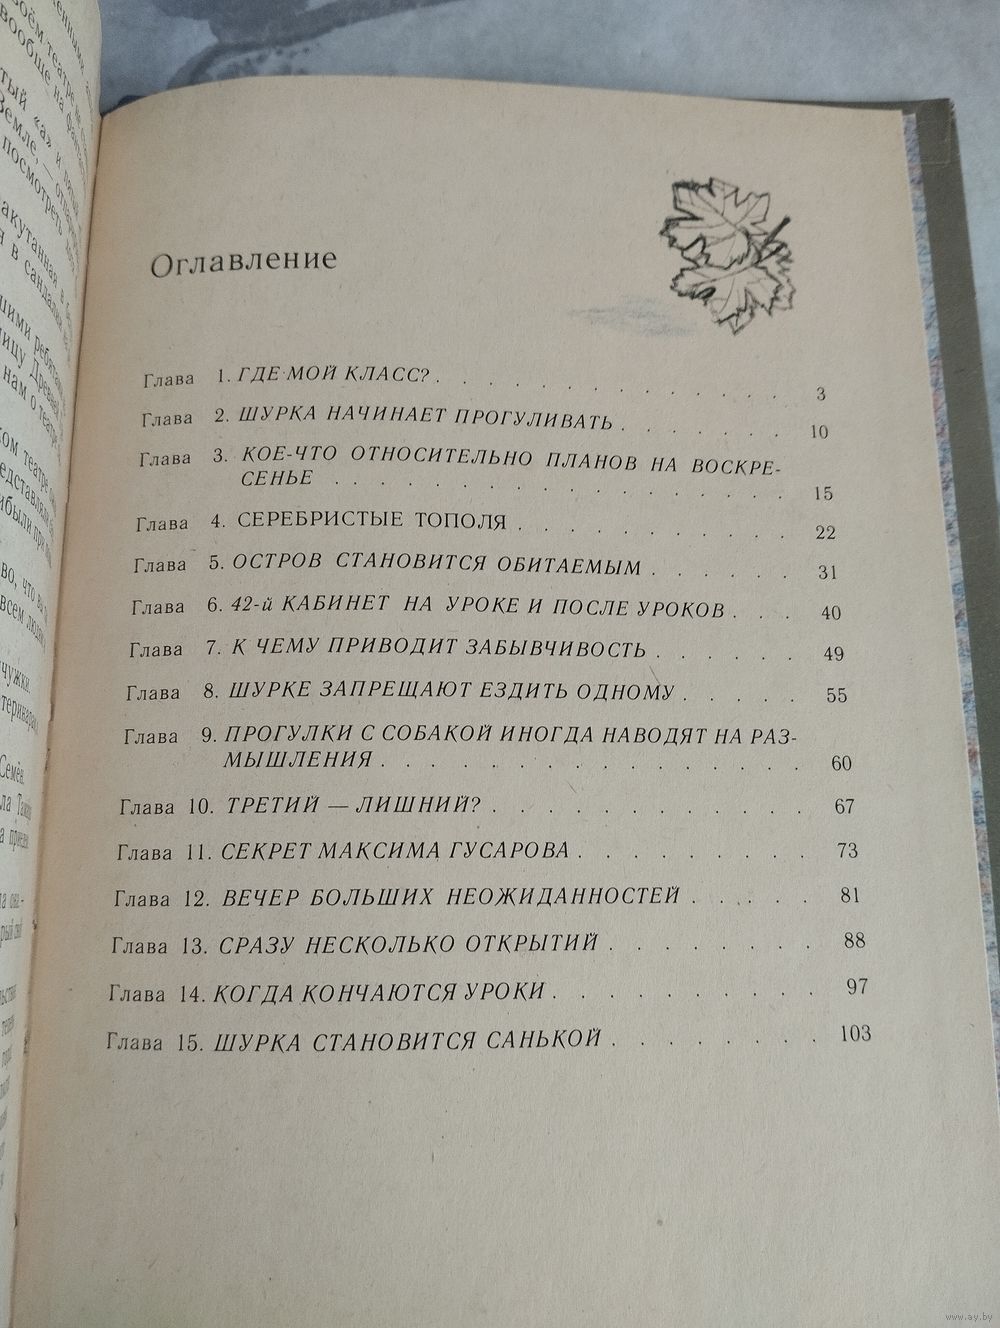 Оглавление
Глава 1. ГДЕ МОЙ КЛАСС? . . . . . . . . . . . . . . 3
Глава 2. ШУРКА НАЧИНАЕТ ПРОГУЛИВАТЬ . . . . . . . 10
Глава 3. КОЕ-ЧТО ОТНОСИТЕЛЬНО ПЛАНОВ НА ВОСКРЕ-
СЕНЬЕ . . . . . . . . . . . . . . . . . . 15
Глава 4. СЕРЕБРИСТЫЕ ТОПОЛЯ . . . . . . . . . . . 22
Глава 5. ОСТРОВ СТАНОВИТСЯ ОБИТАЕМЫМ . . . . . . 31
Глава 6. 42-й КАБИНЕТ НА УРОКЕ И ПОСЛЕ УРОКОВ . . . 40
Глава 7. К ЧЕМУ ПРИВОДИТ ЗАБЫВЧИВОСТЬ . . . . . . 49
Глава 8. ШУРКЕ ЗАПРЕЩАЮТ ЕЗДИТЬ ОДНОМУ . . . . . 55
Глава 9. ПРОГУЛКИ С СОБАКОЙ ИНОГДА НАВОДЯТ НА РАЗ-
МЫШЛЕНИЯ . . . . . . . . . . . . . . . . 60
Глава 10. ТРЕТИЙ — ЛИШНИЙ? . . . . . . . . . . . . 67
Глава 11. СЕКРЕТ МАКСИМА ГУСАРОВА . . . . . . . . . 73
Глава 12. ВЕЧЕР БОЛЬШИХ НЕОЖИДАННОСТЕЙ . . . . . 81
Глава 13. СРАЗУ НЕСКОЛЬКО ОТКРЫТИЙ . . . . . . . . 88
Глава 14. КОГДА КОНЧАЮТСЯ УРОКИ . . . . . . . . . . 97
Глава 15. ШУРКА СТАНОВИТСЯ САНЬКОЙ . . . . . . . . 103
www.ay.by